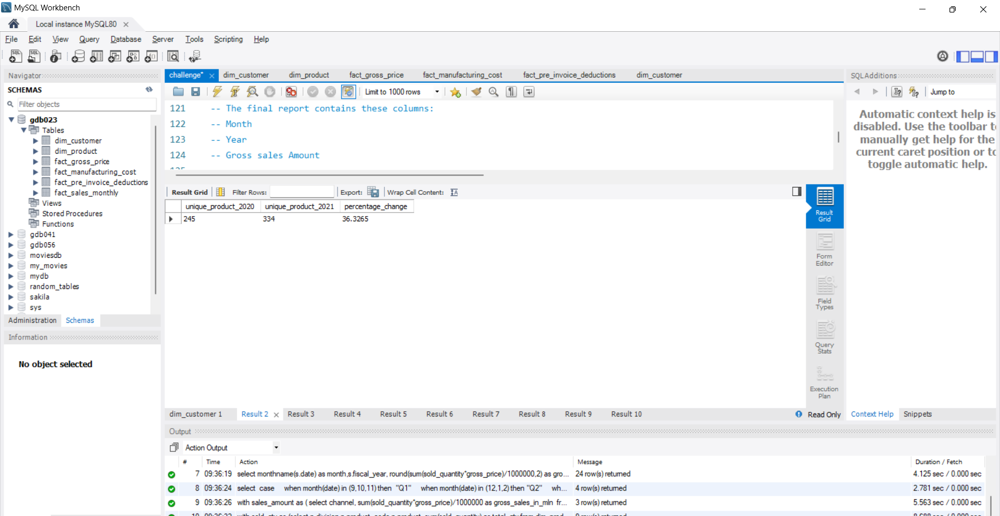 MySQL Workbench
Local instance MySQL80
File Edit View Query Database Server Tools Scripting Help
Navigator
SCHEMAS
Filter objects
gdb023
Tables
dim_customer
dim_product
fact_gross_price
fact_manufacturing_cost
fact_pre_invoice_deductions
fact_sales_monthly
Views
Stored Procedures
Functions
gdb041
gdb056
moviesdb
my_movies
mydb
random_tables
sakila
sys
Administration Schemas
Information
No object selected
challenge* dim_customer dim_product fact_gross_price fact_manufacturing_cost fact_pre_invoice_deductions dim_customer
Limit to 1000 rows
121 -- The final report contains these columns:
122 -- Month
123 -- Year
124 -- Gross sales Amount
Result Grid Filter Rows: Export: Wrap Cell Content:
unique_product_2020 unique_product_2021 percentage_change
245 334 36.3265
Result Grid
Form Editor
Field Types
Query Stats
Execution Plan
dim_customer 1 Result 2 Result 3 Result 4 Result 5 Result 6 Result 7 Result 8 Result 9 Result 10
Read Only
Output
Action Output
# Time Action Message Duration / Fetch
7 09:36:19 select monthname(s.date) as month,s.fiscal_year, round(sum(sold_quantity*gross_price)/1000000,2) as gro... 24 row(s) returned 4.125 sec / 0.000 sec
8 09:36:24 select case when month(date) in (9,10,11) then "Q1" when month(date) in (12,1,2) then "Q2" wh... 4 row(s) returned 2.781 sec / 0.000 sec
9 09:36:26 with sales_amount as ( select channel, sum(sold_quantity*gross_price)/1000000 as gross_sales_in_mln fr... 3 row(s) returned 5.563 sec / 0.000 sec
SQLAdditions
Jump to
Automatic context help is
disabled. Use the toolbar
manually get help for the
current caret position or
toggle automatic help.
Context Help Snippets